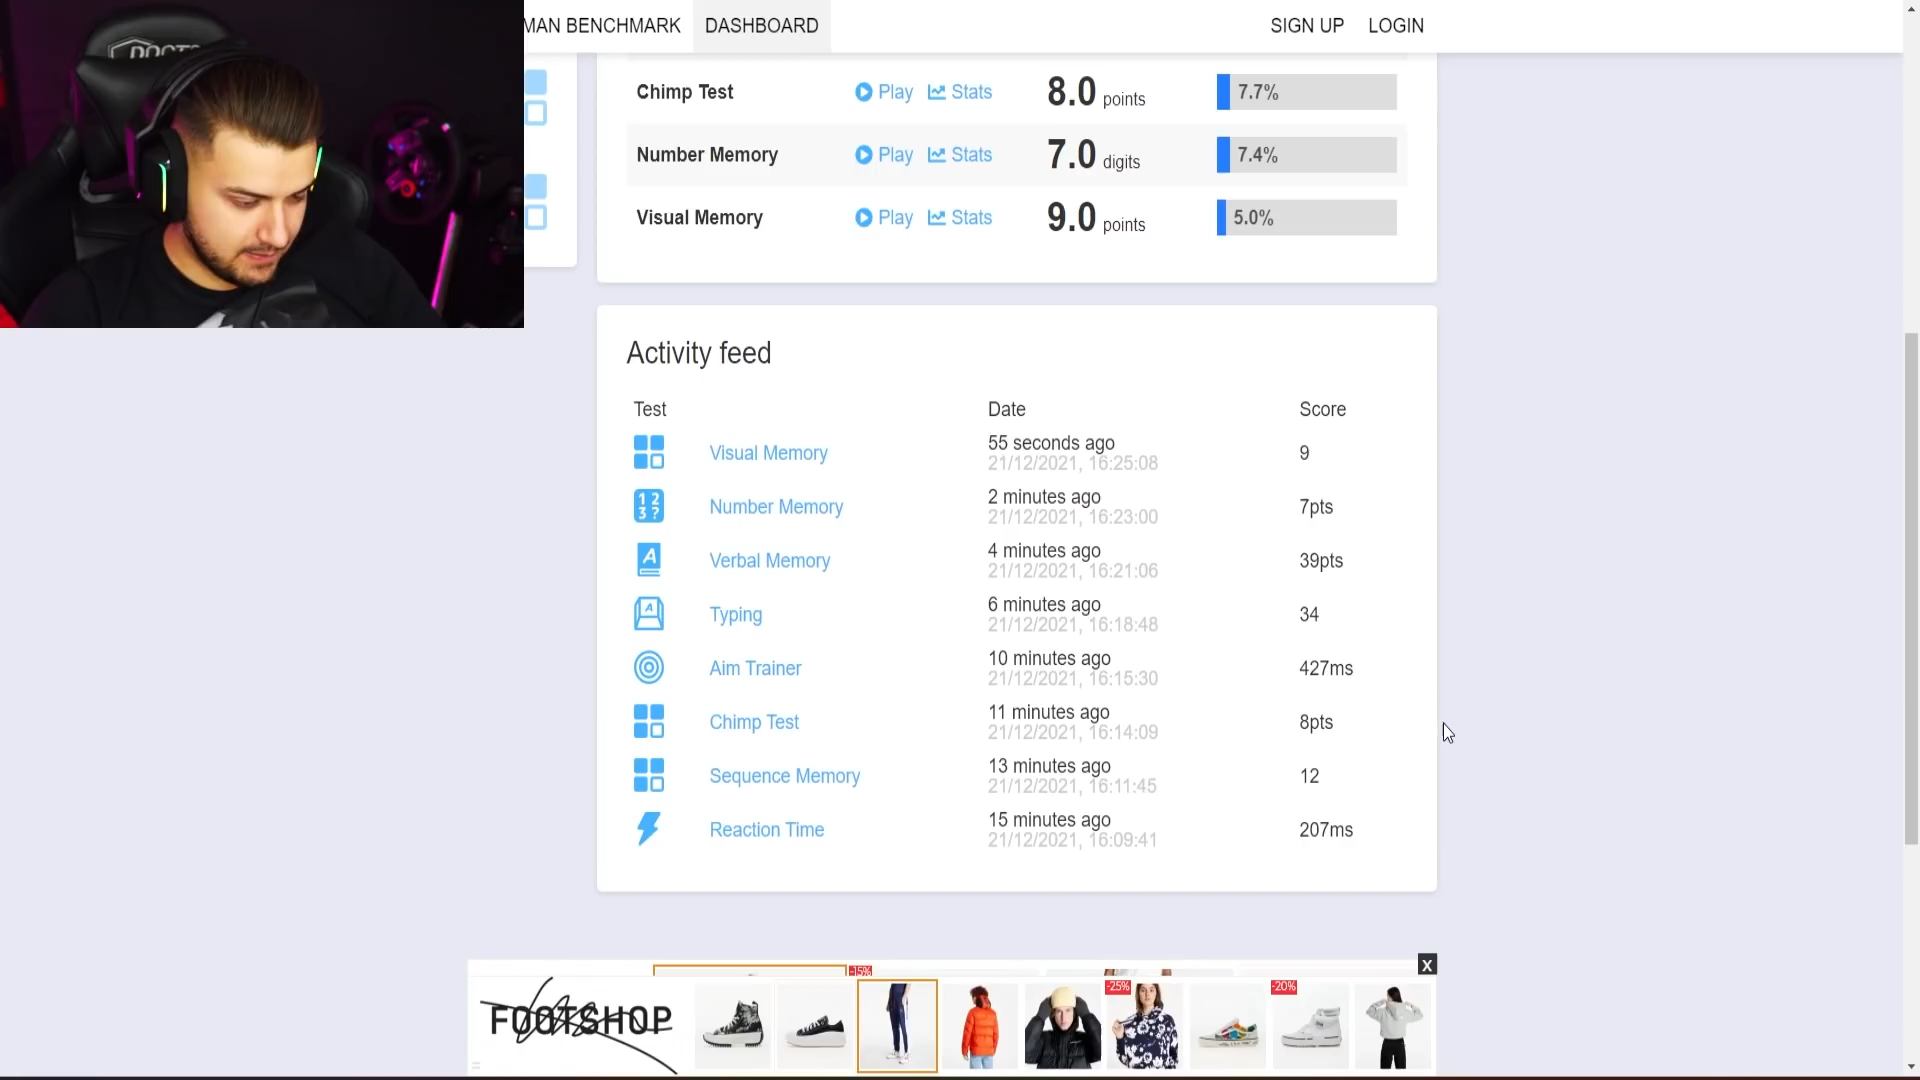 MAN BENCHMARK DASHBOARD SIGN UP LOGIN
Chimp Test Play Stats 8.0 points 7.7%
Number Memory Play Stats 7.0 digits 7.4%
Visual Memory Play Stats 9.0 points 5.0%
Activity feed
Test Date Score
Visual Memory 55 seconds ago 9
21/12/2021, 16:25:08
Number Memory 2 minutes ago 7pts
21/12/2021, 16:23:00
Verbal Memory 4 minutes ago 39pts
21/12/2021, 16:21:06
Typing 6 minutes ago 34
21/12/2021, 16:18:48
Aim Trainer 10 minutes ago 427ms
21/12/2021, 16:15:30
Chimp Test 11 minutes ago 8pts
21/12/2021, 16:14:09
Sequence Memory 13 minutes ago 12
21/12/2021, 16:11:45
Reaction Time 15 minutes ago 207ms
21/12/2021, 16:09:41
X
-15%
-25% -20%
FOOTSHOP